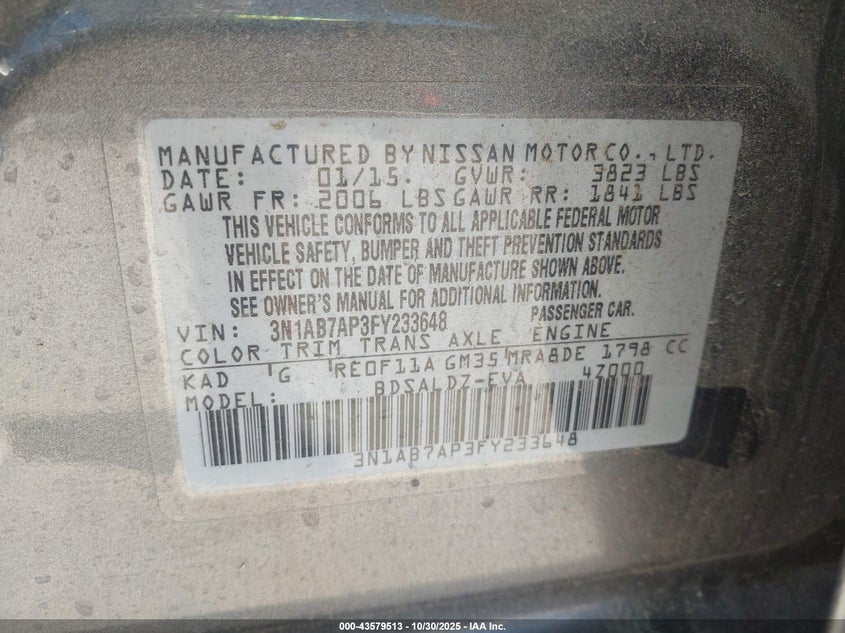 MANUFACTURED BY NISSAN MOTOR CO., LTD.
DATE: 01/15. GVWR: 3823 LBS
GAWR FR: 2006 LBS GAWR RR: 1841 LBS
THIS VEHICLE CONFORMS TO ALL APPLICABLE FEDERAL MOTOR
VEHICLE SAFETY, BUMPER AND THEFT PREVENTION STANDARDS
IN EFFECT ON THE DATE OF MANUFACTURE SHOWN ABOVE.
SEE OWNER'S MANUAL FOR ADDITIONAL INFORMATION.
VIN: 3N1AB7AP3FY233648 PASSENGER CAR.
COLOR TRIM TRANS AXLE ENGINE
KAD G RE0F11A GM35 MRA8DE 1798 CC
MODEL: BDSALDZ-EVA 4Z000
3N1AB7AP3FY233648
000-43579513 - 10/30/2025 - IAA Inc.